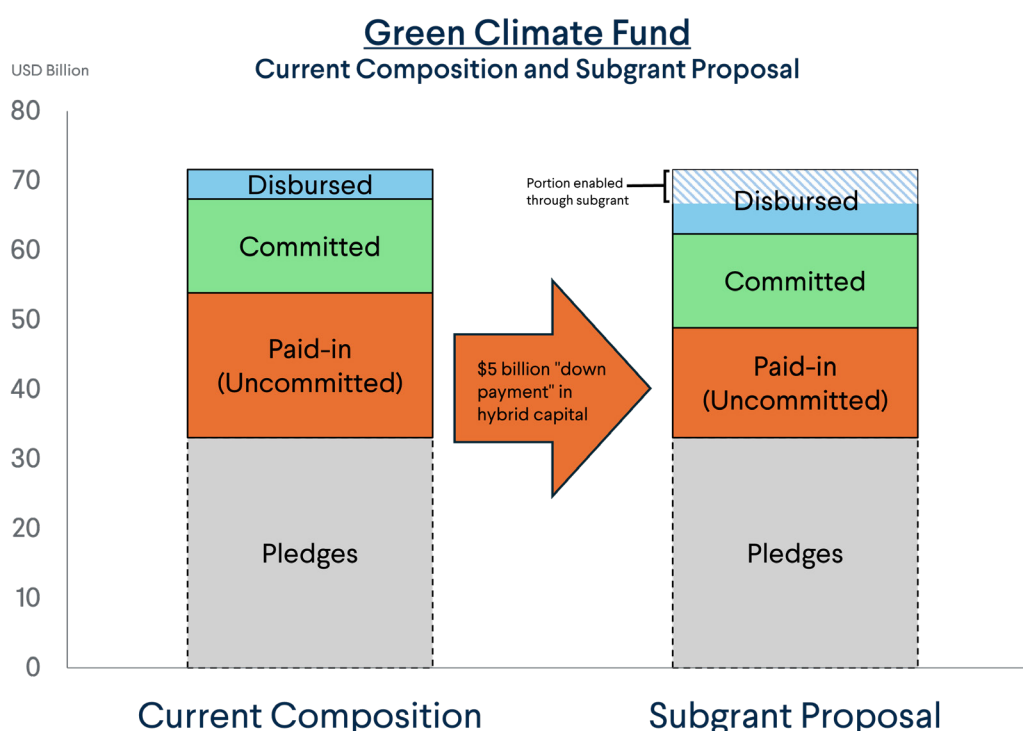 Green Climate Fund
Current Composition and Subgrant Proposal
USD Billion
80
70
60
50
40
30
20
10
0
Disbursed
Committed
Paid-in
(Uncommitted)
Pledges
$5 billion "down
payment" in
hybrid capital
Portion enabled
through subgrant
Disbursed
Committed
Paid-in
(Uncommitted)
Pledges
Current Composition
Subgrant Proposal